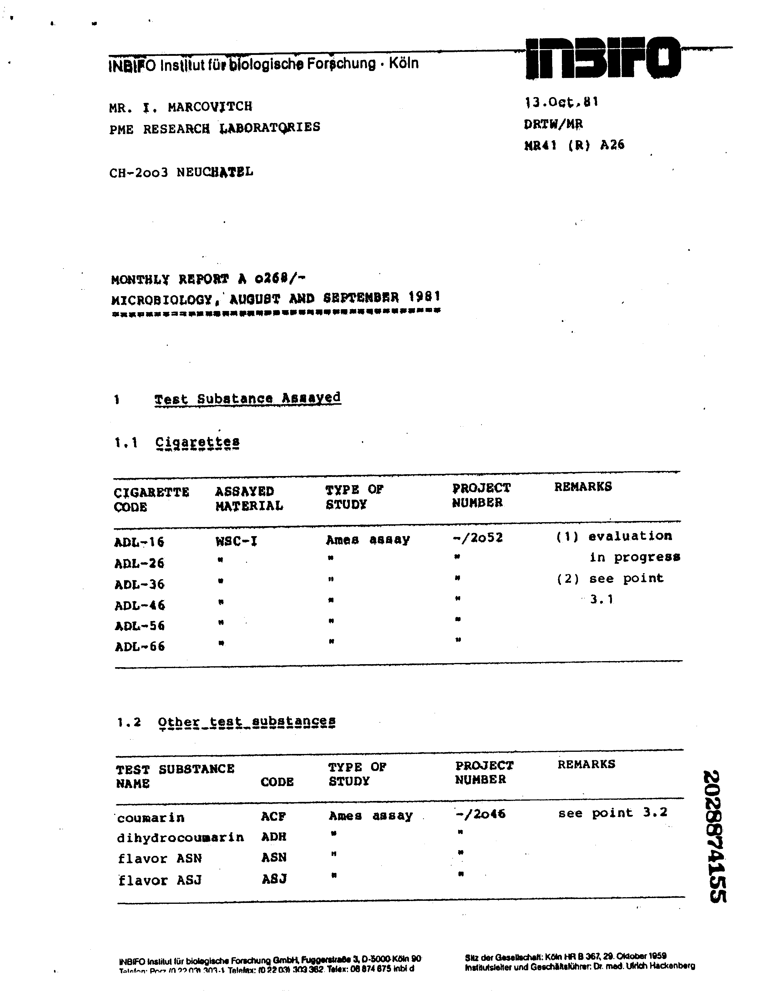 INBIFO Institut für biologische Forschung · Köln
INBIFO
MR. I. MARCOVITCH
PME RESEARCH LABORATORIES
CH-2oo3 NEUCHATEL
13.Oct.81
DRTW/MR
MR41 (R) A26
MONTHLY REPORT A o268/-
MICROBIOLOGY, AUGUST AND SEPTEMBER 1981
1 Test Substance Assayed
1.1 Cigarettes
CIGARETTE ASSAYED TYPE OF PROJECT REMARKS
CODE MATERIAL STUDY NUMBER
ADL-16 WSC-I Ames assay -/2o52 (1) evaluation
ADL-26 " " " in progress
ADL-36 " " " (2) see point
ADL-46 " " " 3.1
ADL-56 " " "
ADL-66 " " "
1.2 Other test substances
TEST SUBSTANCE TYPE OF PROJECT REMARKS
NAME CODE STUDY NUMBER
coumarin ACF Ames assay -/2o46 see point 3.2
dihydrocoumarin ADH " "
flavor ASN ASN " "
flavor ASJ ASJ " "
2028874155
INBIFO Institut für biologische Forschung GmbH, Fuggerstraße 3, D-5000 Köln 90
Telefon: Porz (0 22 03) 303-1 Telefax: (0 22 03) 303 362 Telex: 08 874 675 inbi d
Sitz der Gesellschaft: Köln HR B 367, 29. Oktober 1959
Institutsleiter und Geschäftsführer: Dr. med. Ulrich Hackenberg